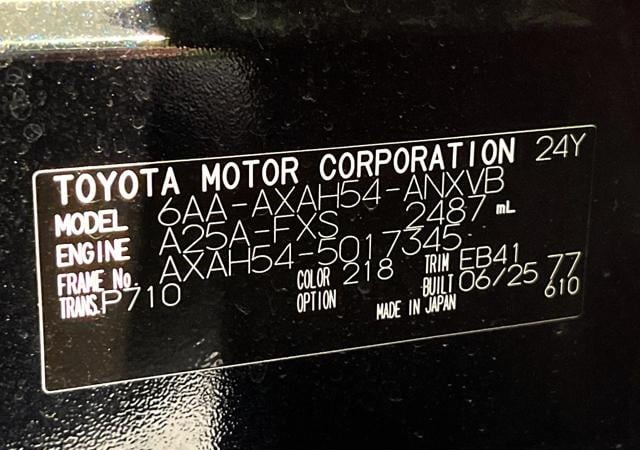 TOYOTA MOTOR CORPORATION 24Y
MODEL 6AA-AXAH54-ANXVB
ENGINE A25A-FXS 2487 mL
FRAME No. AXAH54-5017345
COLOR 218 TRIM EB41
TRANS. P710 OPTION BUILT 06/25 77
MADE IN JAPAN 610